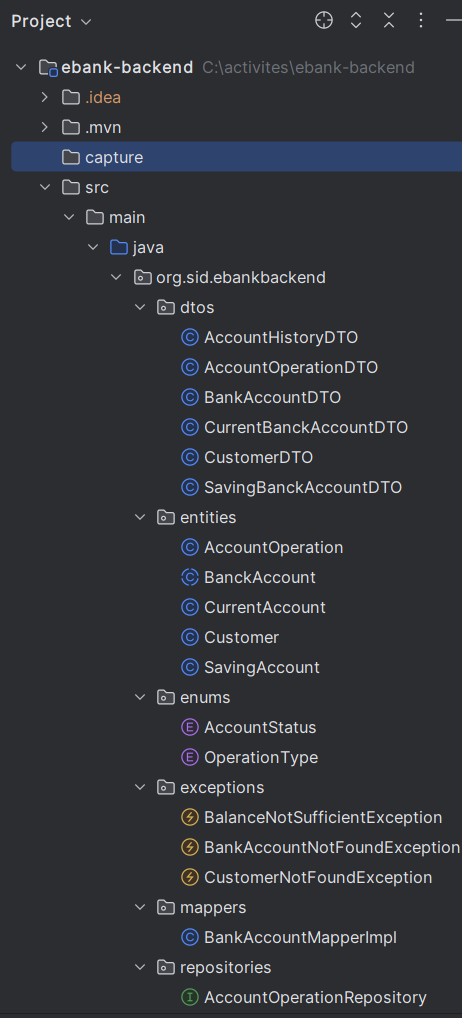 Project
ebank-backend C:\activites\ebank-backend
.idea
.mvn
capture
src
main
java
org.sid.ebankbackend
dtos
C AccountHistoryDTO
C AccountOperationDTO
C BankAccountDTO
C CurrentBanckAccountDTO
C CustomerDTO
C SavingBanckAccountDTO
entities
C AccountOperation
C BanckAccount
C CurrentAccount
C Customer
C SavingAccount
enums
E AccountStatus
E OperationType
exceptions
BalanceNotSufficientException
BankAccountNotFoundException
CustomerNotFoundException
mappers
C BankAccountMapperImpl
repositories
I AccountOperationRepository